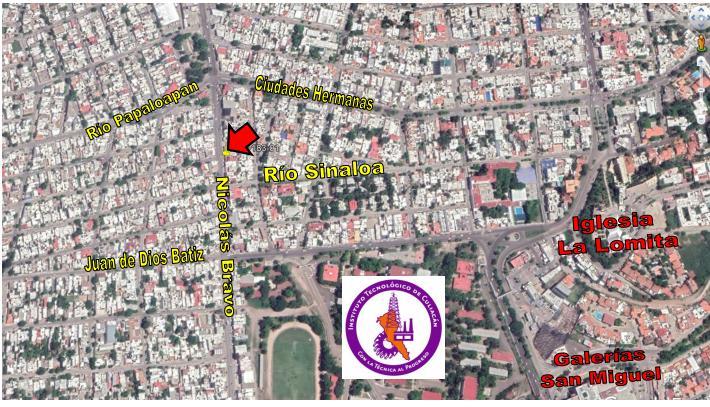 Río Papaloapan
Ciudades Hermanas
Río Sinaloa
Nicolás Bravo
Juan de Dios Batiz
Iglesia
La Lomita
INSTITUTO TECNOLÓGICO DE CULIACÁN
CON LA TÉCNICA AL PROGRESO
Galerías
San Miguel